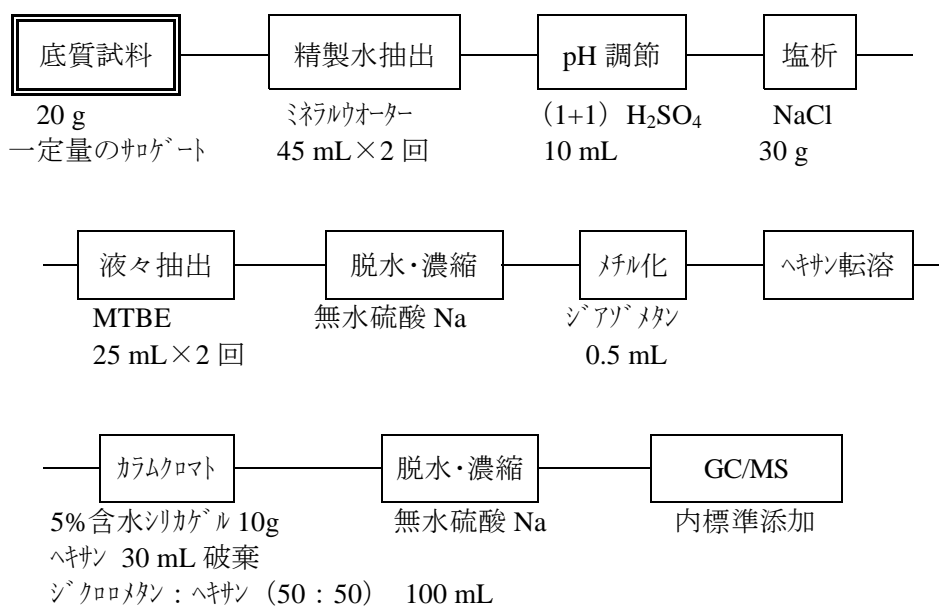 底質試料 精製水抽出 pH 調節 塩析
20 g ﾐﾈﾗﾙｳｵｰﾀｰ (1+1) H₂SO₄ NaCl
一定量のｻﾛｹﾞｰﾄ 45 mL×2 回 10 mL 30 g
液々抽出 脱水・濃縮 ﾒﾁﾙ化 ﾍｷｻﾝ転溶
MTBE 無水硫酸 Na ｼﾞｱｿﾞﾒﾀﾝ
25 mL×2 回 0.5 mL
ｶﾗﾑｸﾛﾏﾄ 脱水・濃縮 GC/MS
5%含水ｼﾘｶｹﾞﾙ 10g 無水硫酸 Na 内標準添加
ﾍｷｻﾝ 30 mL 破棄
ｼﾞｸﾛﾛﾒﾀﾝ：ﾍｷｻﾝ (50：50) 100 mL